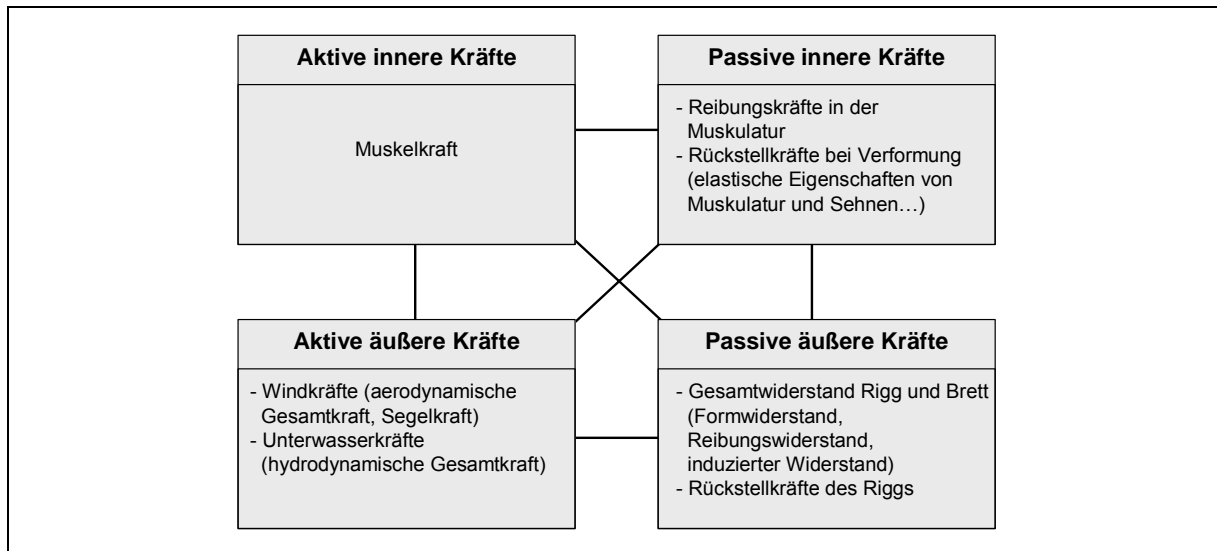 Aktive innere Kräfte
Muskelkraft
Passive innere Kräfte
- Reibungskräfte in der
Muskulatur
- Rückstellkräfte bei Verformung
(elastische Eigenschaften von
Muskulatur und Sehnen…)
Aktive äußere Kräfte
- Windkräfte (aerodynamische
Gesamtkraft, Segelkraft)
- Unterwasserkräfte
(hydrodynamische Gesamtkraft)
Passive äußere Kräfte
- Gesamtwiderstand Rigg und Brett
(Formwiderstand,
Reibungswiderstand,
induzierter Widerstand)
- Rückstellkräfte des Riggs